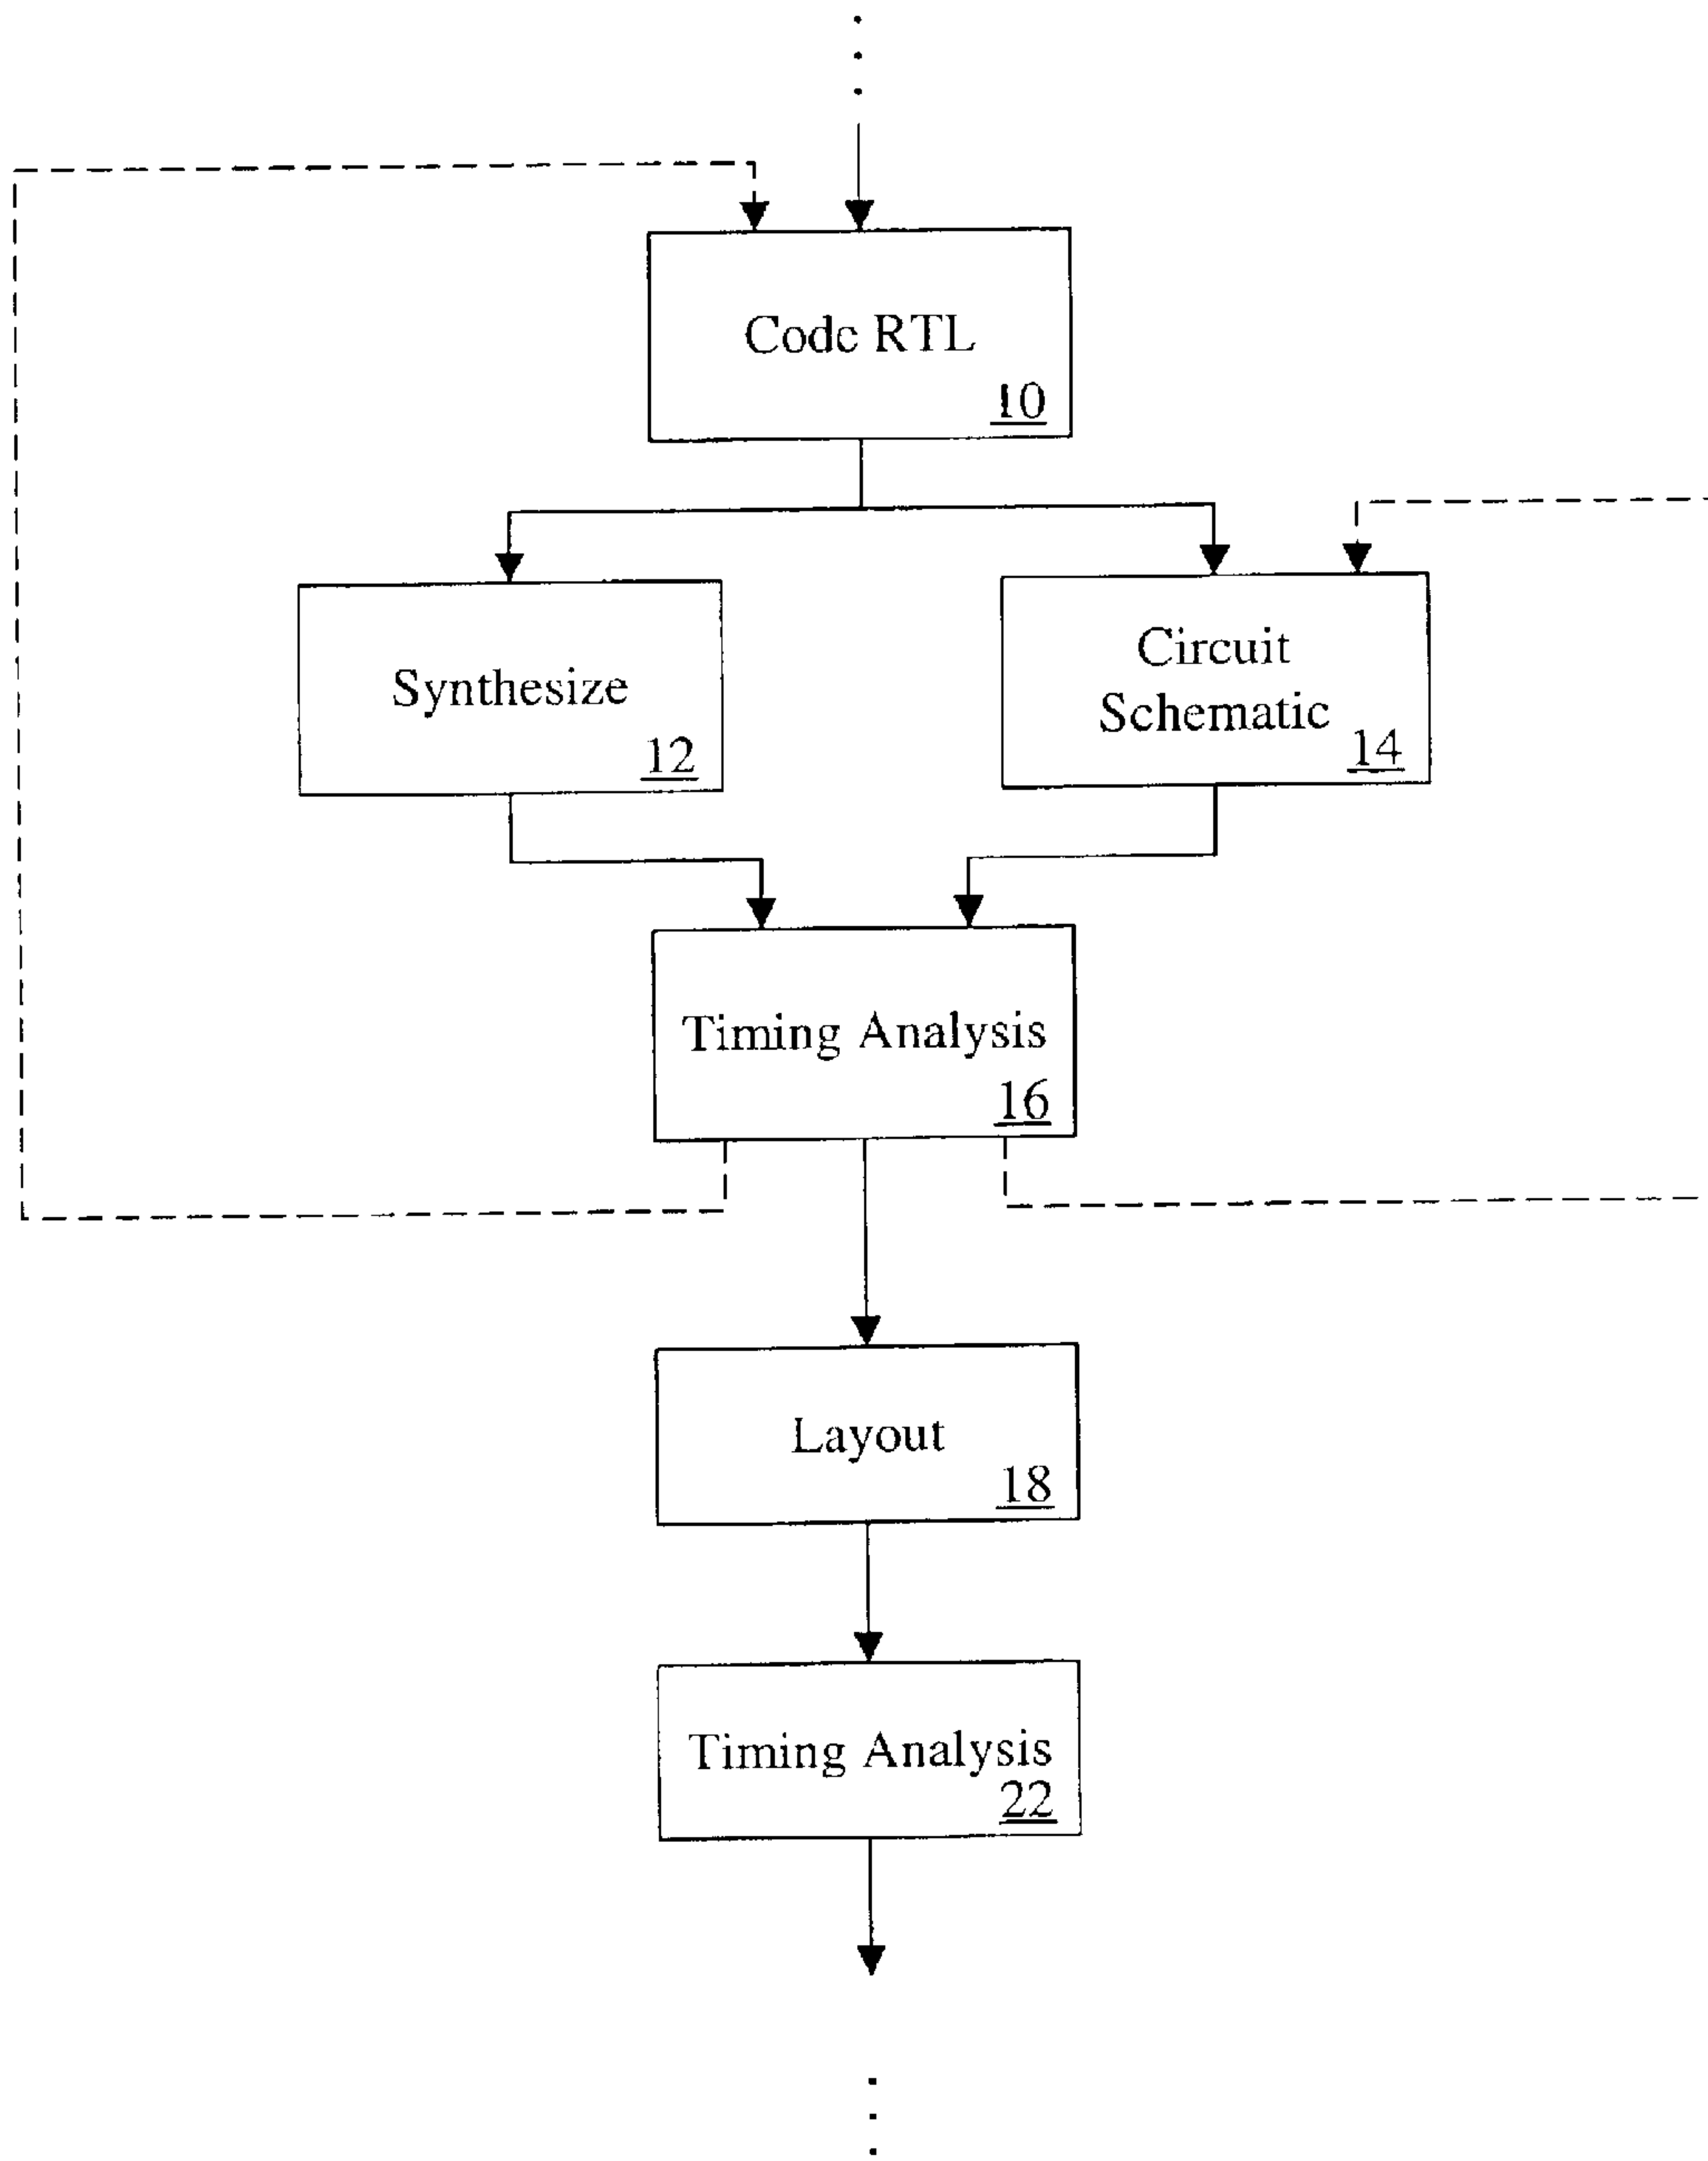 Code RTL
10
Synthesize
12
Circuit
Schematic
14
Timing Analysis
16
Layout
18
Timing Analysis
22